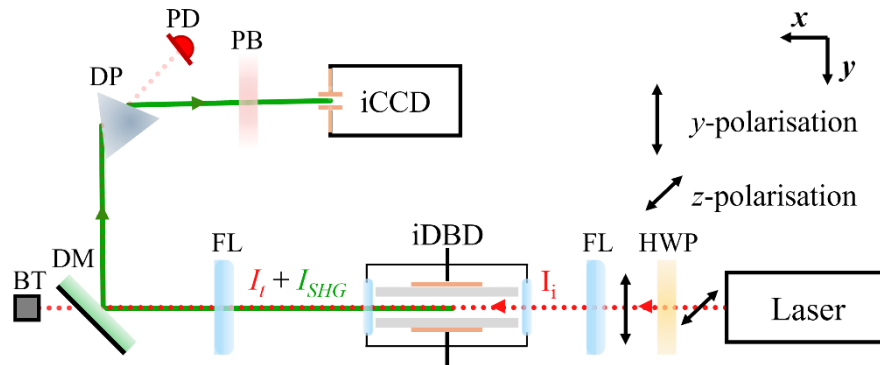 PD
PB
DP
iCCD
x
y
y-polarisation
z-polarisation
iDBD
FL
FL
HWP
DM
BT
I_t + I_SHG
I_i
Laser